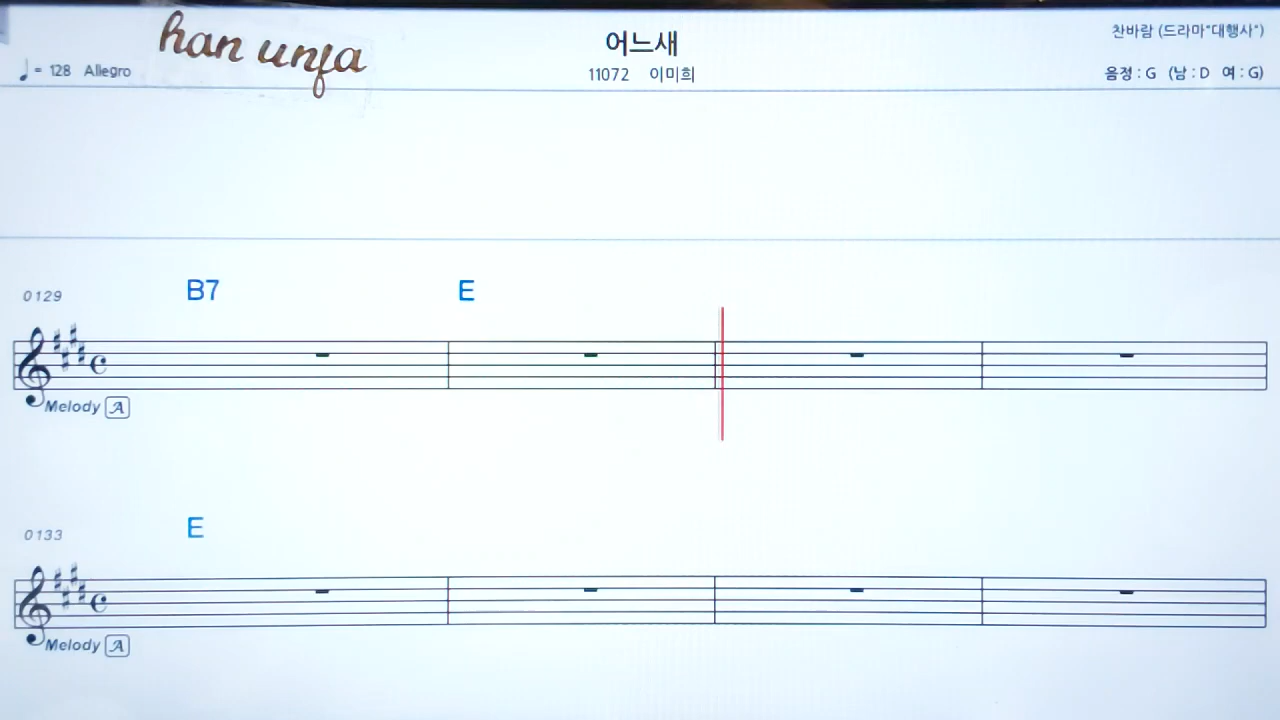 han unja
어느새
찬바람 (드라마"대행사")
♩= 128 Allegro
11072 이미희
음정 : G (남 : D 여 : G)
0129
B7 E
Melody A
0133
E
Melody A